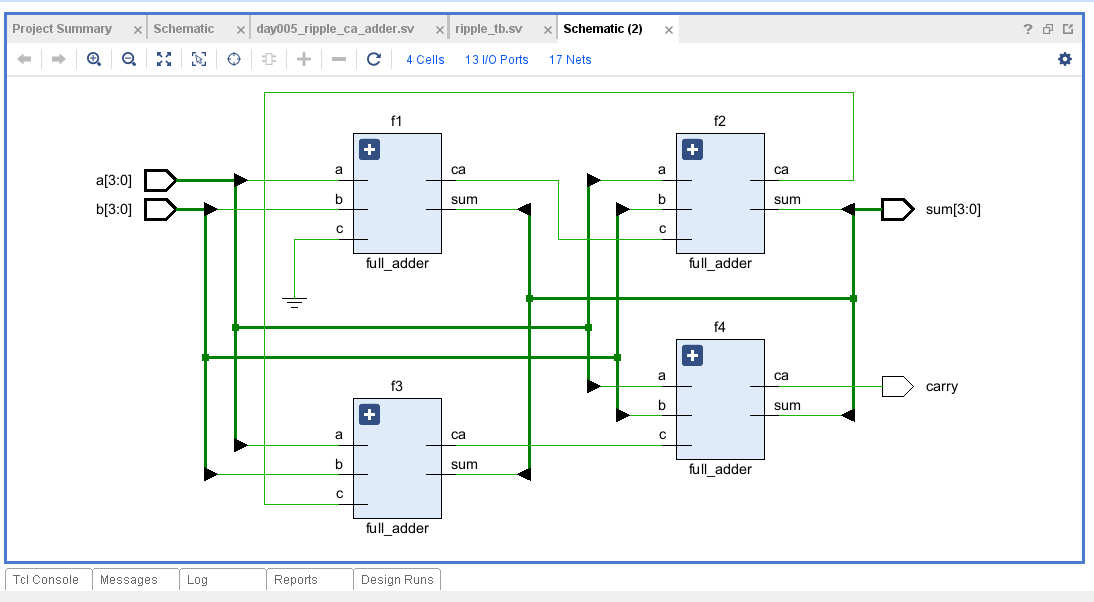 Project Summary × Schematic × day005_ripple_ca_adder.sv × ripple_tb.sv × Schematic (2) × ?
4 Cells 13 I/O Ports 17 Nets
f1
a
ca
b
sum
c
full_adder
f2
a
ca
b
sum
c
full_adder
a[3:0]
b[3:0]
sum[3:0]
f3
a
ca
b
sum
c
full_adder
f4
a
ca
b
sum
c
full_adder
carry
Tcl Console Messages Log Reports Design Runs